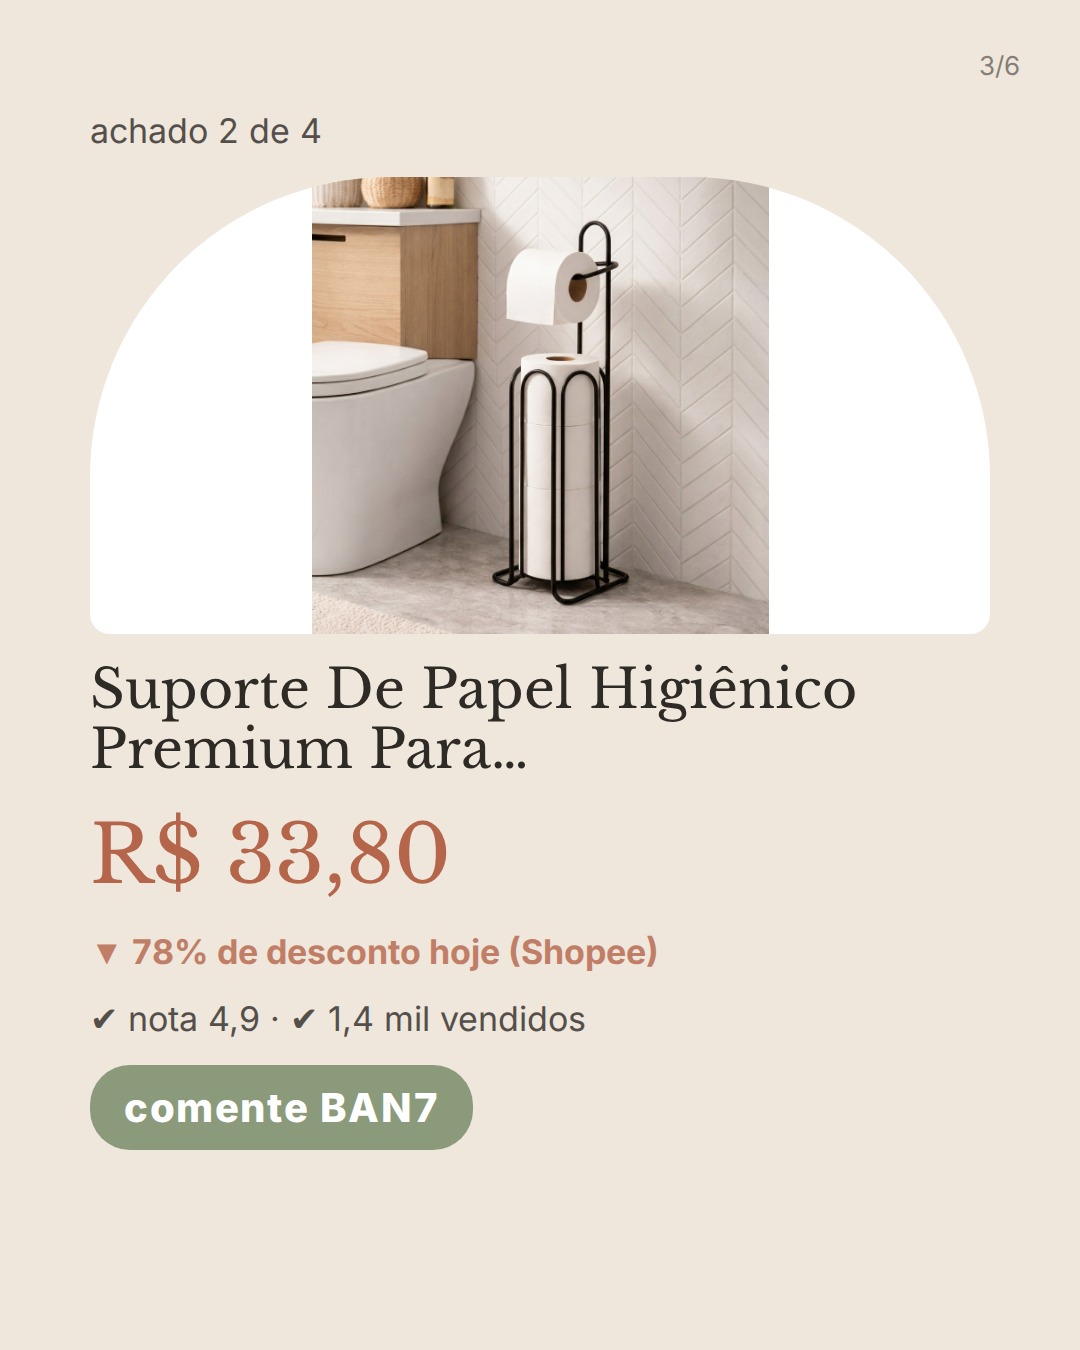 3/6
achado 2 de 4
Suporte De Papel Higiênico
Premium Para...
R$ 33,80
▼ 78% de desconto hoje (Shopee)
✔ nota 4,9 · ✔ 1,4 mil vendidos
comente BAN7